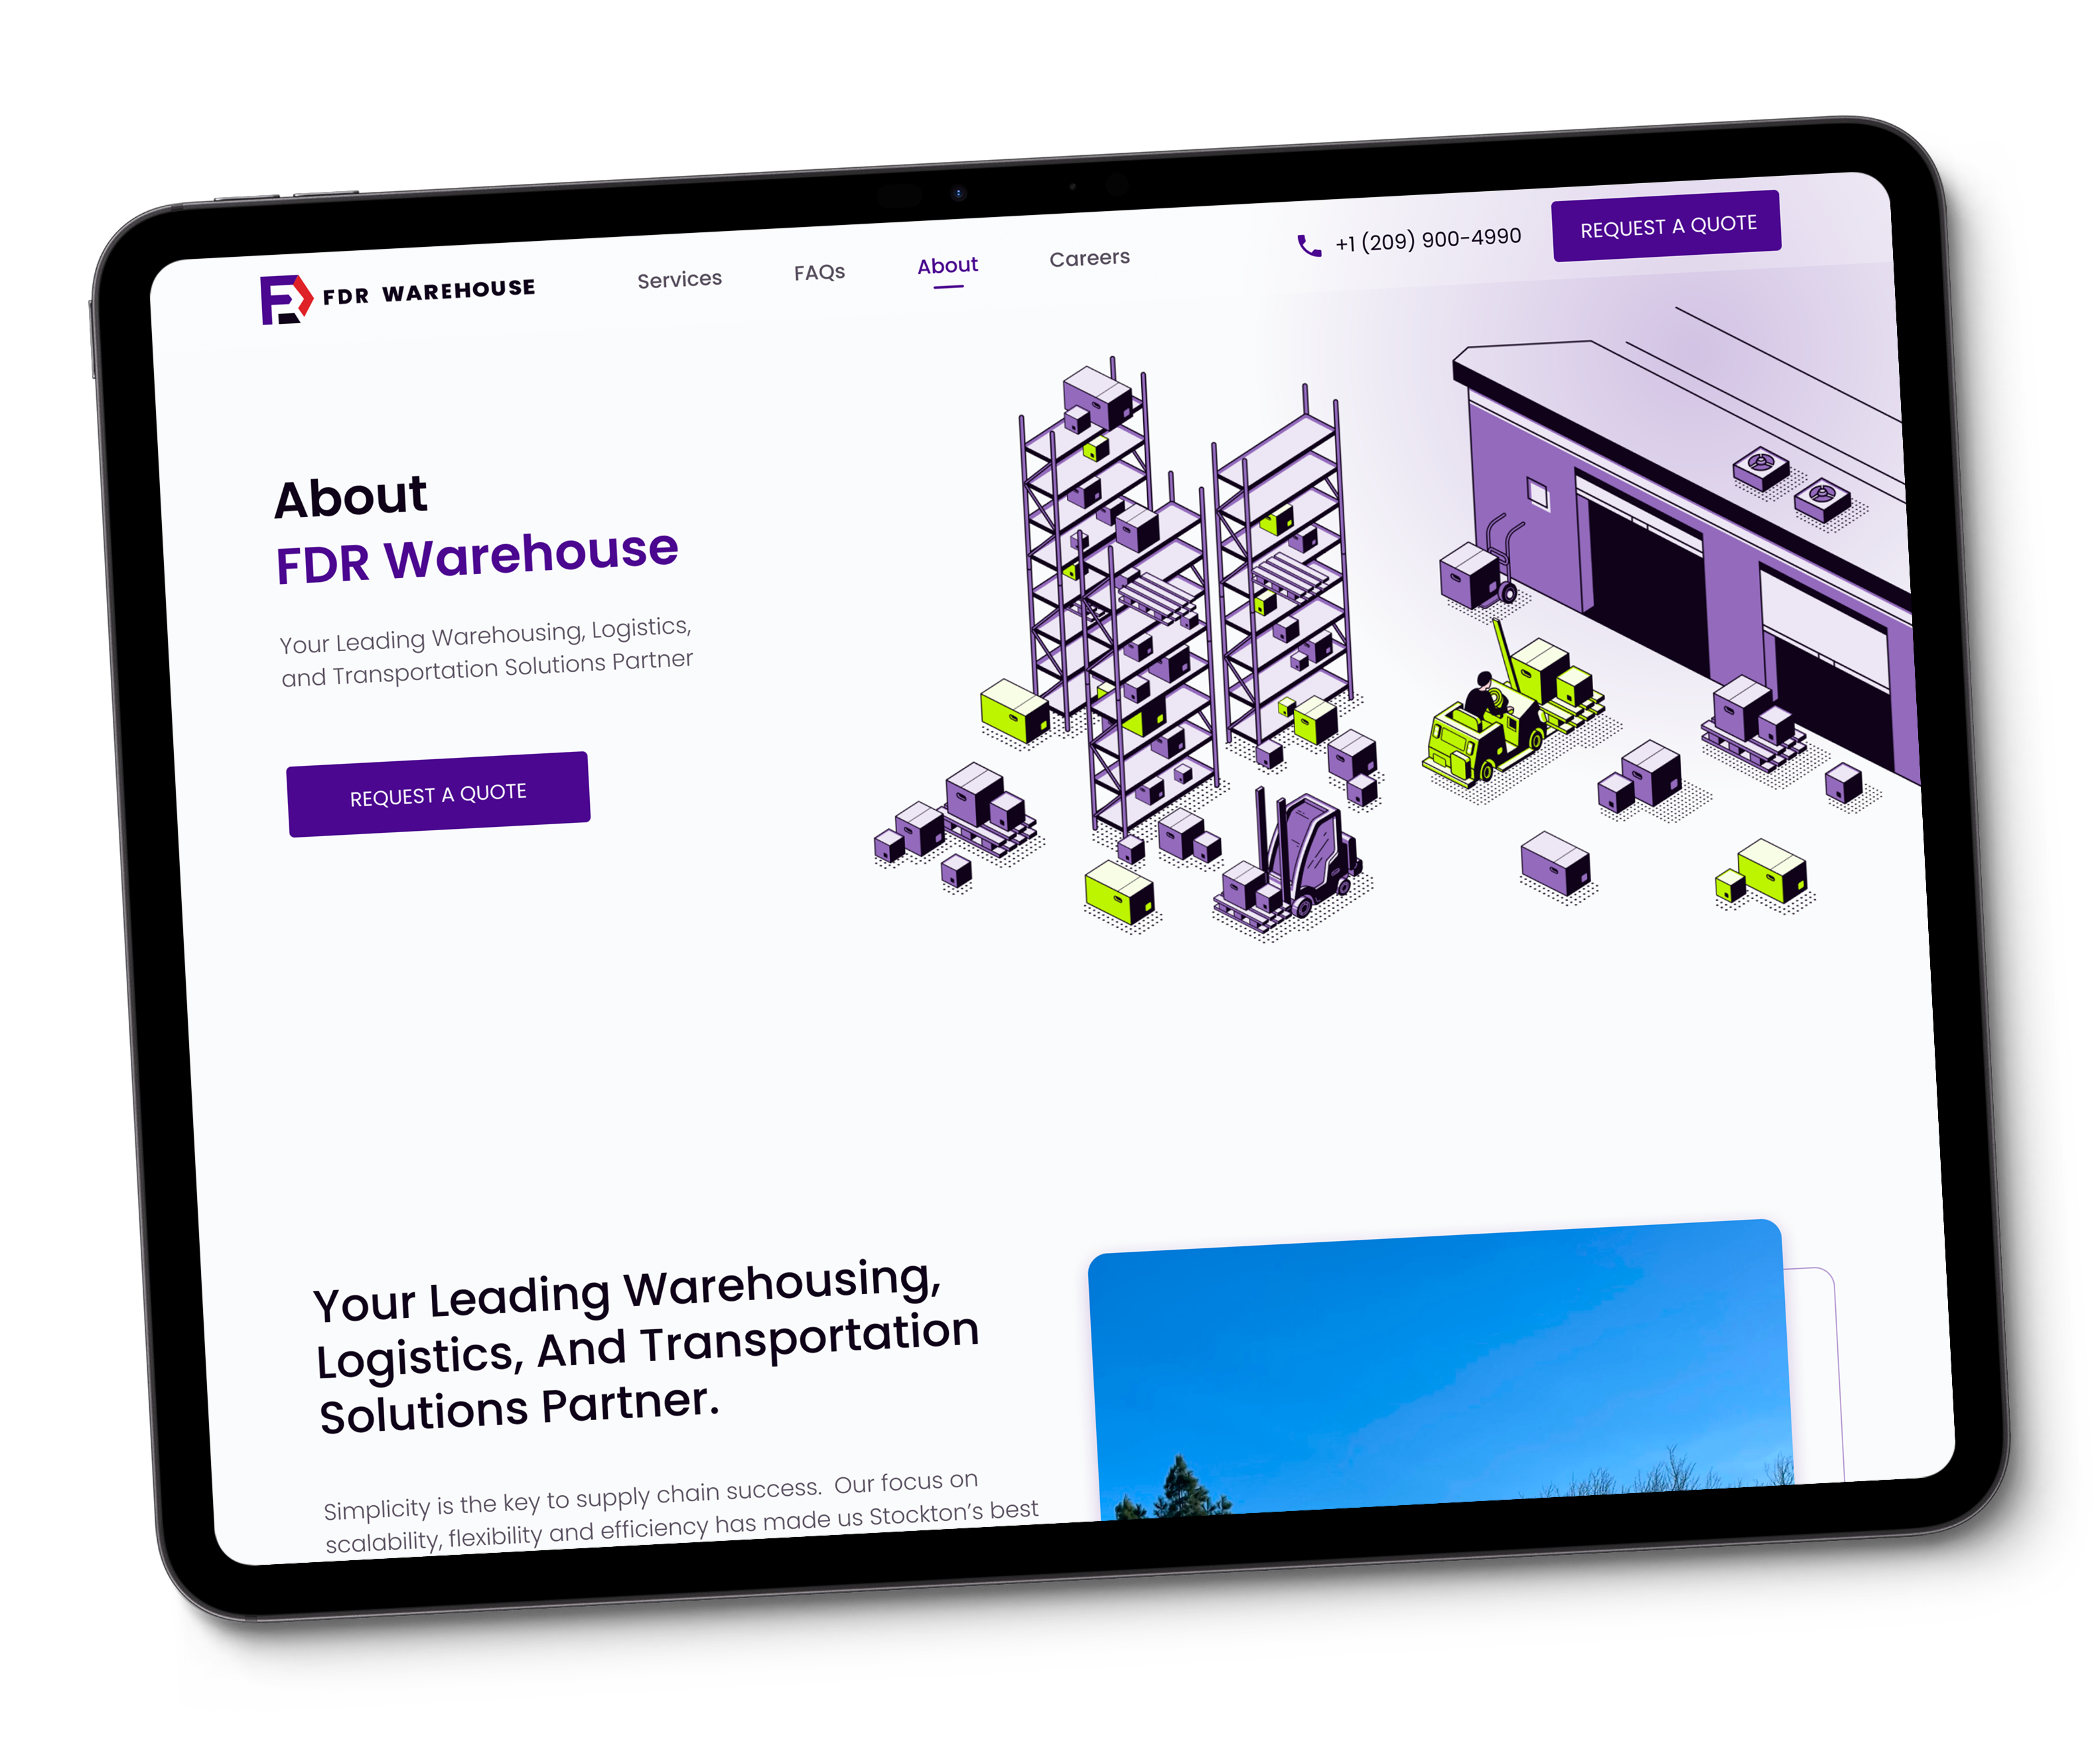 FDR WAREHOUSE
Services
FAQs
About
Careers
+1 (209) 900-4990
REQUEST A QUOTE
About
FDR Warehouse
Your Leading Warehousing, Logistics,
and Transportation Solutions Partner
REQUEST A QUOTE
Your Leading Warehousing,
Logistics, And Transportation
Solutions Partner.
Simplicity is the key to supply chain success. Our focus on
scalability, flexibility and efficiency has made us Stockton's best